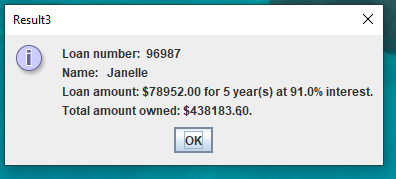 Result3
Loan number: 96987
Name: Janelle
Loan amount: $78952.00 for 5 year(s) at 91.0% interest.
Total amount owned: $438183.60.
OK